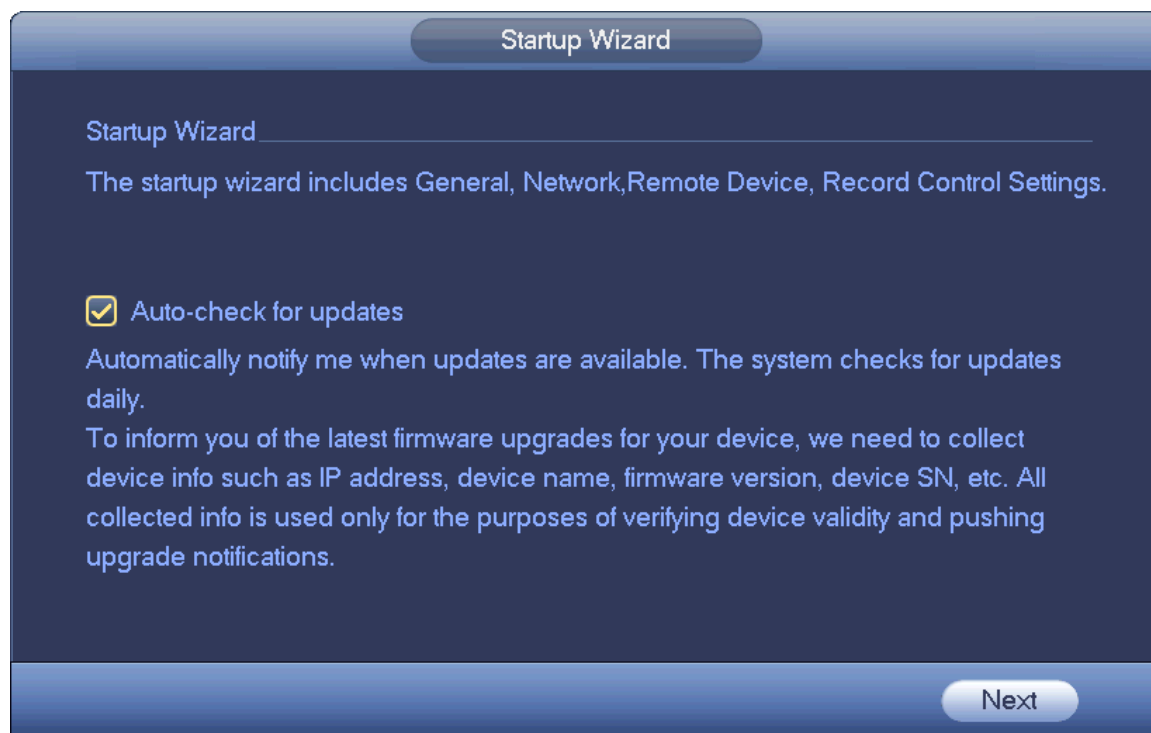 Startup Wizard
Startup Wizard
The startup wizard includes General, Network,Remote Device, Record Control Settings.
Auto-check for updates
Automatically notify me when updates are available. The system checks for updates
daily.
To inform you of the latest firmware upgrades for your device, we need to collect
device info such as IP address, device name, firmware version, device SN, etc. All
collected info is used only for the purposes of verifying device validity and pushing
upgrade notifications.
Next